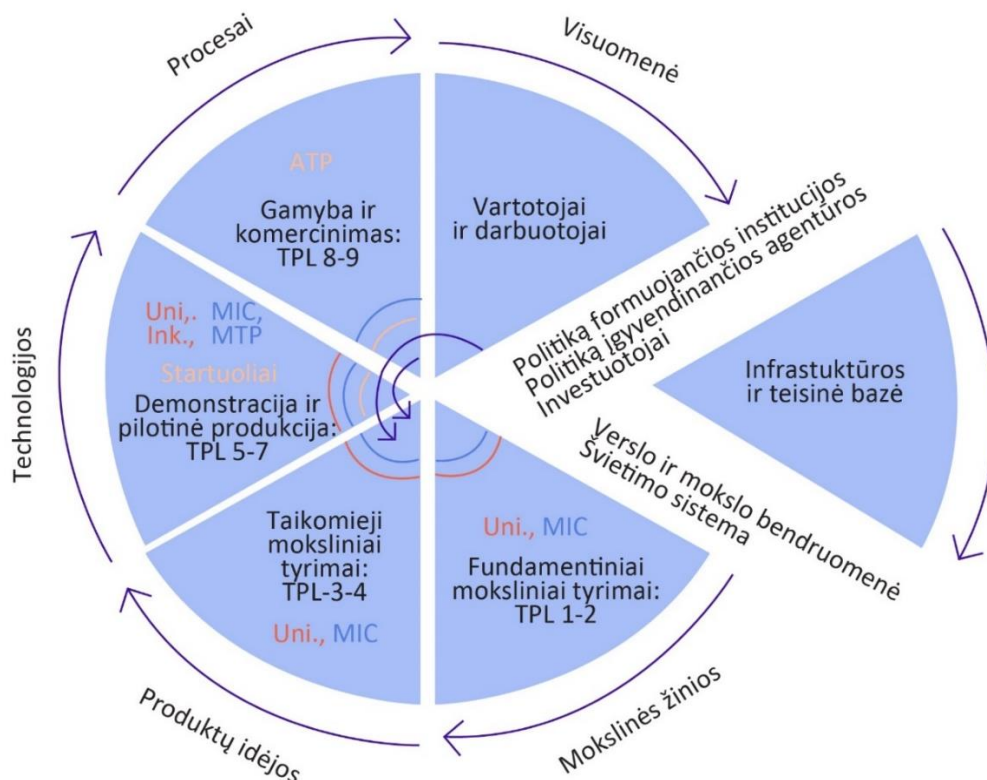 Procesai
Visuomenė
ATP
Gamyba ir
komercinimas:
TPL 8-9
Vartotojai
ir darbuotojai
Politiką formuojančios institucijos
Politiką įgyvendinančios agentūros
Investuotojai
Infrastuktūros
ir teisinė bazė
Verslo ir mokslo bendruomenė
Švietimo sistema
Technologijos
Uni,. MIC,
Ink., MTP
Startuoliai
Demonstracija ir
pilotinė produkcija:
TPL 5-7
Taikomieji
moksliniai
tyrimai:
TPL-3-4
Uni., MIC
Uni., MIC
Fundamentiniai
moksliniai tyrimai:
TPL 1-2
Produktų idėjos
Mokslinės žinios